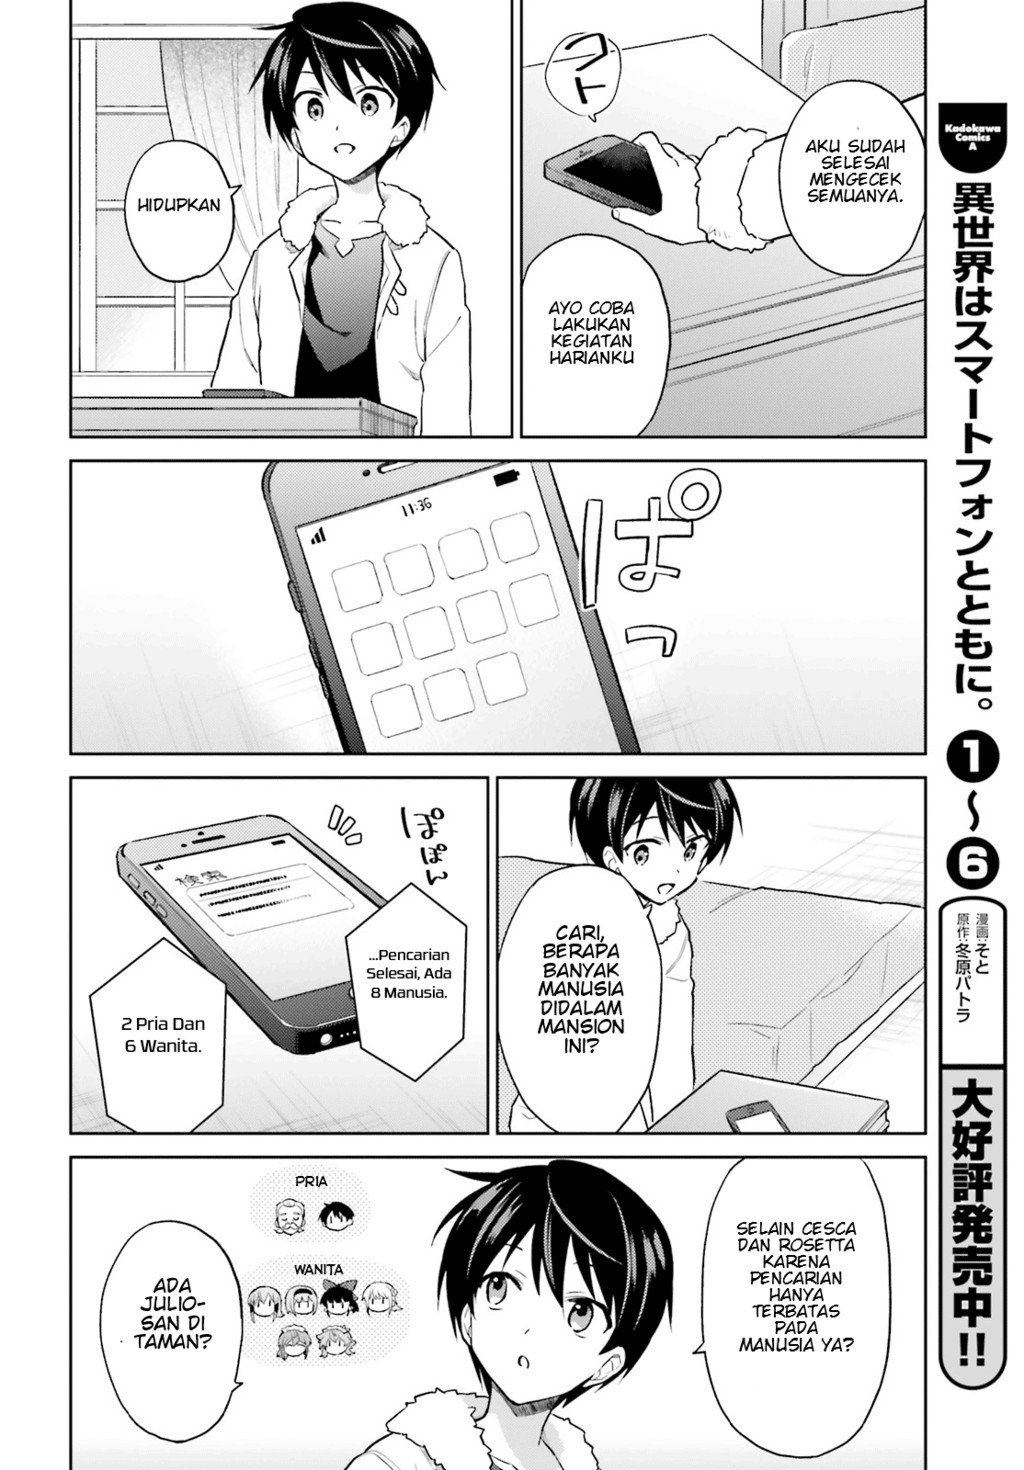 コトッ
AKU SUDAH
SELESAI
MENGECEK
SEMUANYA.
AYO COBA
LAKUKAN
KEGIATAN
HARIANKU
HIDUPKAN
11:36
ぱっ
CARI,
BERAPA
BANYAK
MANUSIA
DIDALAM
MANSION
INI?
検索
ぽぽん
...Pencarian
Selesai, Ada
8 Manusia.
2 Pria Dan
6 Wanita.
SELAIN CESCA
DAN ROSETTA
KARENA
PENCARIAN
HANYA
TERBATAS
PADA
MANUSIA YA?
PRIA
WANITA
ADA
JULIO-
SAN DI
TAMAN?
Kadokawa
Comics
A
異世界はスマートフォンとともに。
1～6
漫画:そと
原作:冬原パトラ
大好評発売中!!